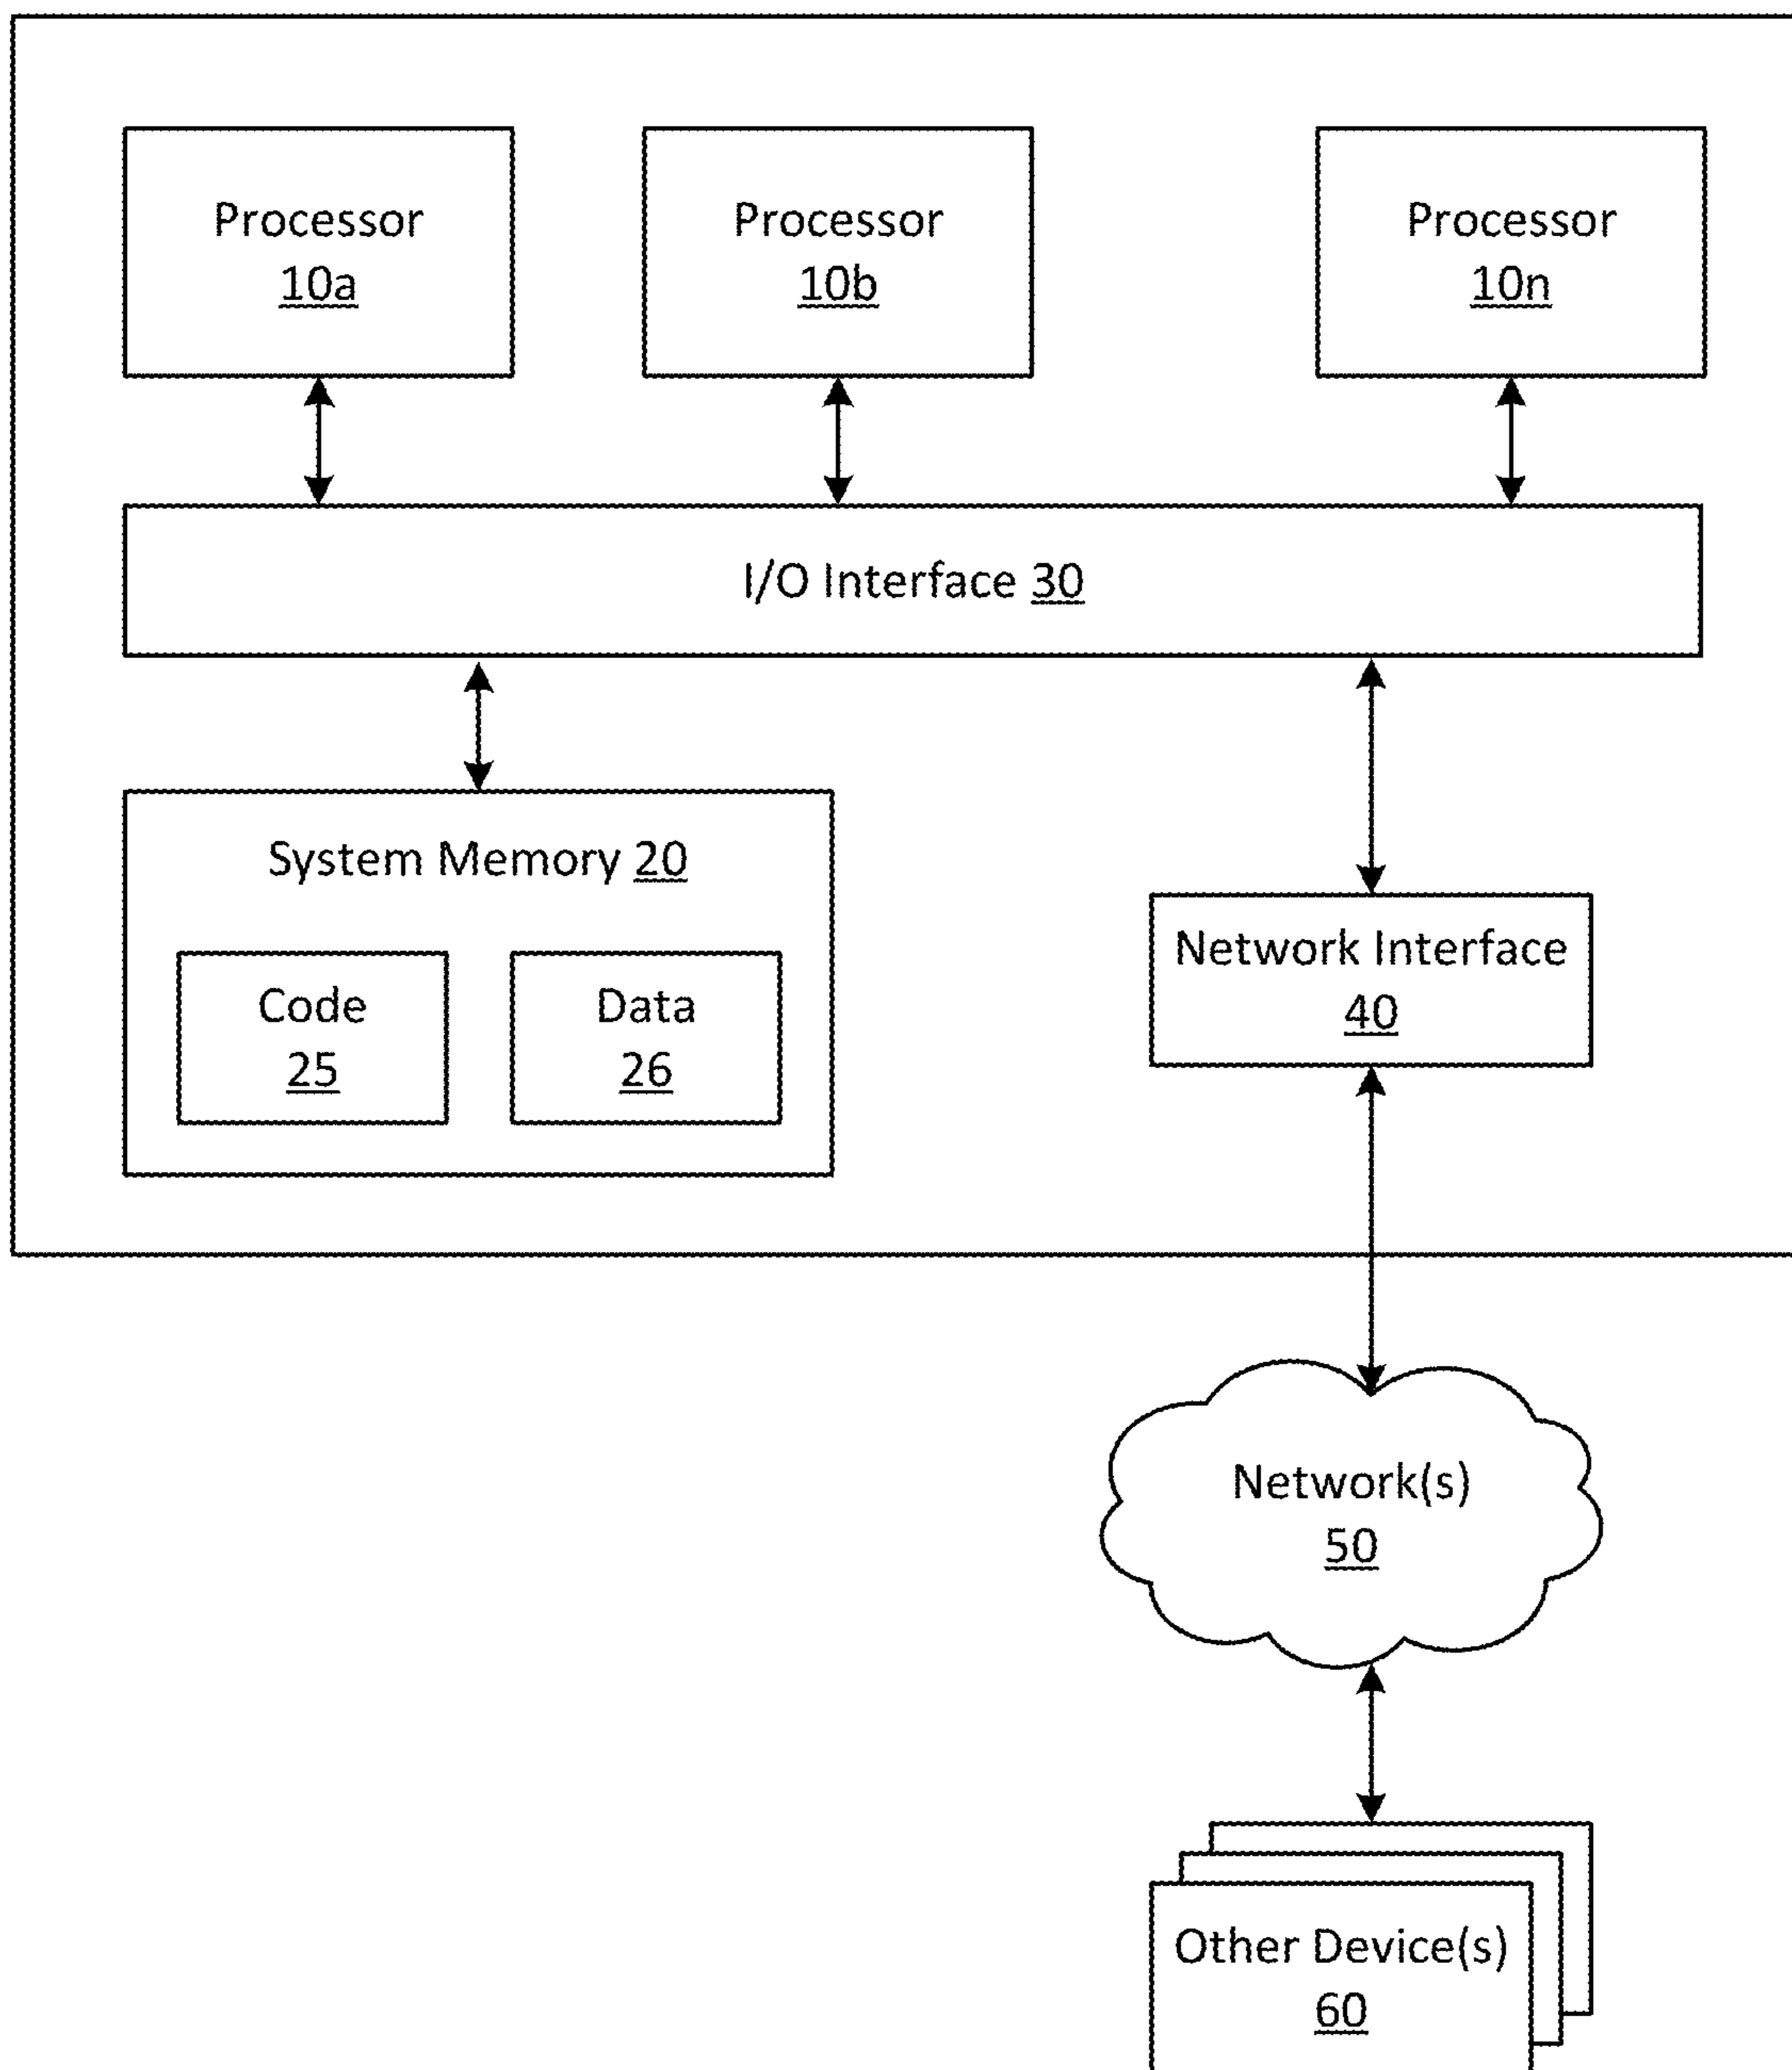 Processor
10a
Processor
10b
Processor
10n
I/O Interface 30
System Memory 20
Code
25
Data
26
Network Interface
40
Network(s)
50
Other Device(s)
60